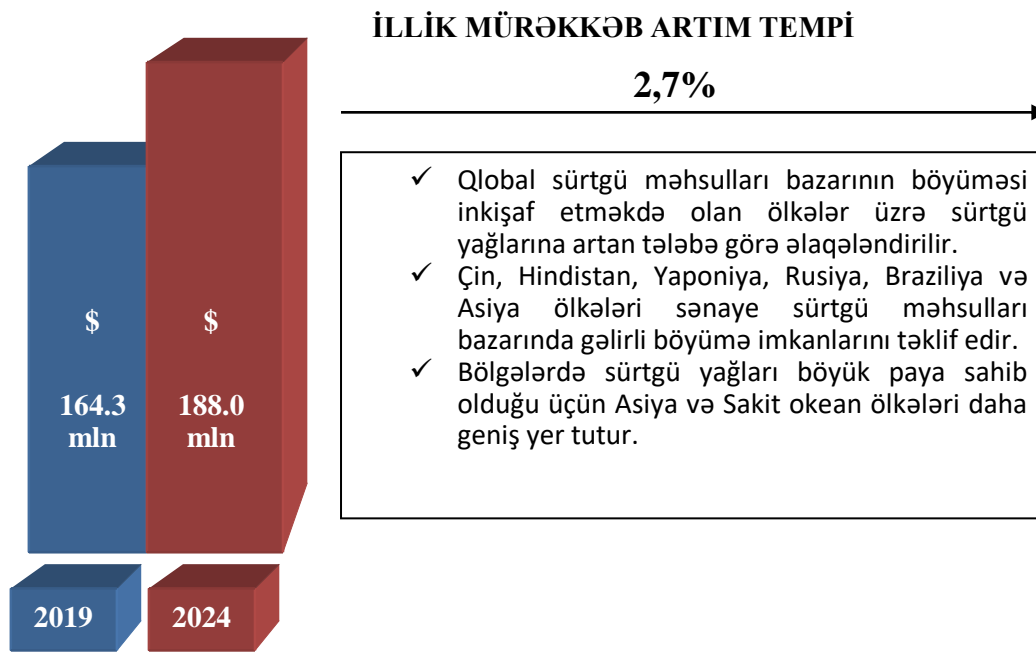 İLLİK MÜRƏKKƏB ARTIM TEMPİ
2,7%
✓ Qlobal sürtgü məhsulları bazarının böyüməsi
inkişaf etməkdə olan ölkələr üzrə sürtgü
yağlarına artan tələbə görə əlaqələndirilir.
✓ Çin, Hindistan, Yaponiya, Rusiya, Braziliya və
Asiya ölkələri sənaye sürtgü məhsulları
bazarında gəlirli böyümə imkanlarını təklif edir.
✓ Bölgələrdə sürtgü yağları böyük paya sahib
olduğu üçün Asiya və Sakit okean ölkələri daha
geniş yer tutur.
$
164.3
mln
$
188.0
mln
2019
2024